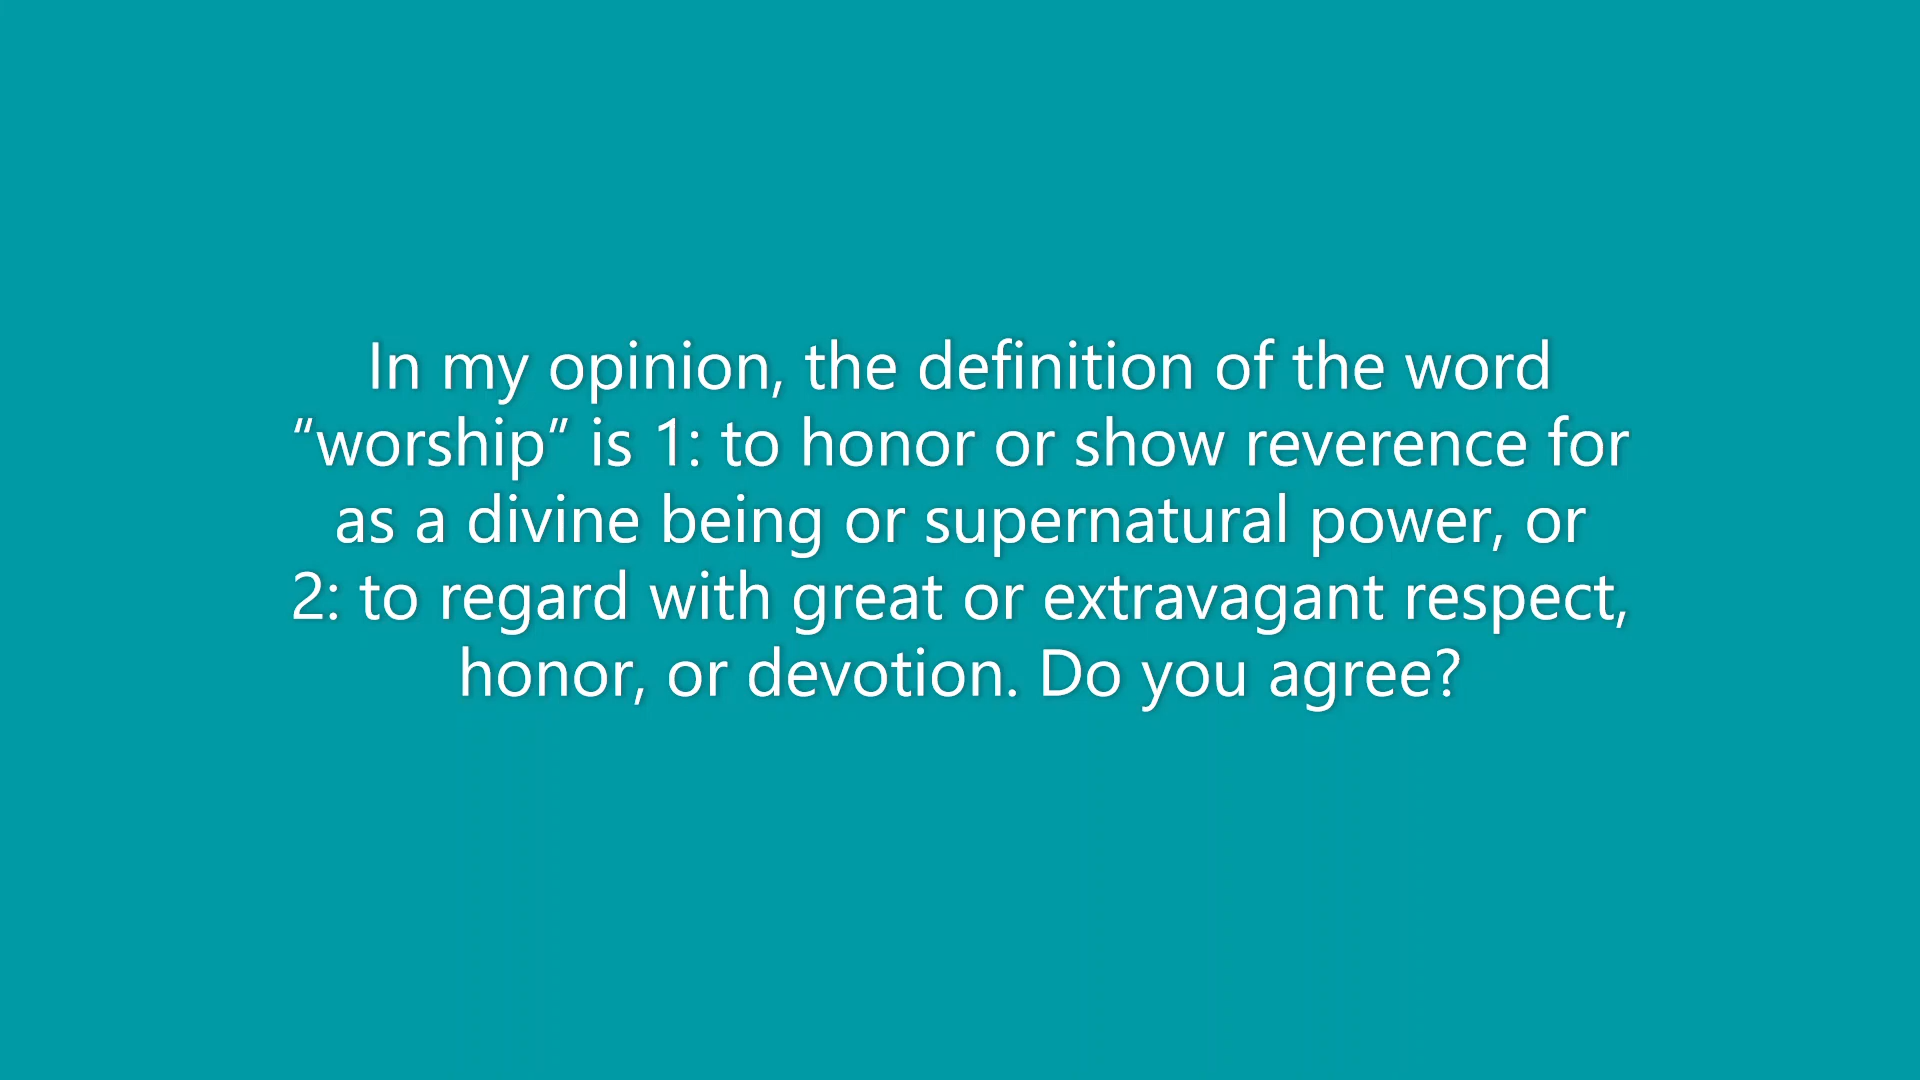 In my opinion, the definition of the word
“worship” is 1: to honor or show reverence for
as a divine being or supernatural power, or
2: to regard with great or extravagant respect,
honor, or devotion. Do you agree?